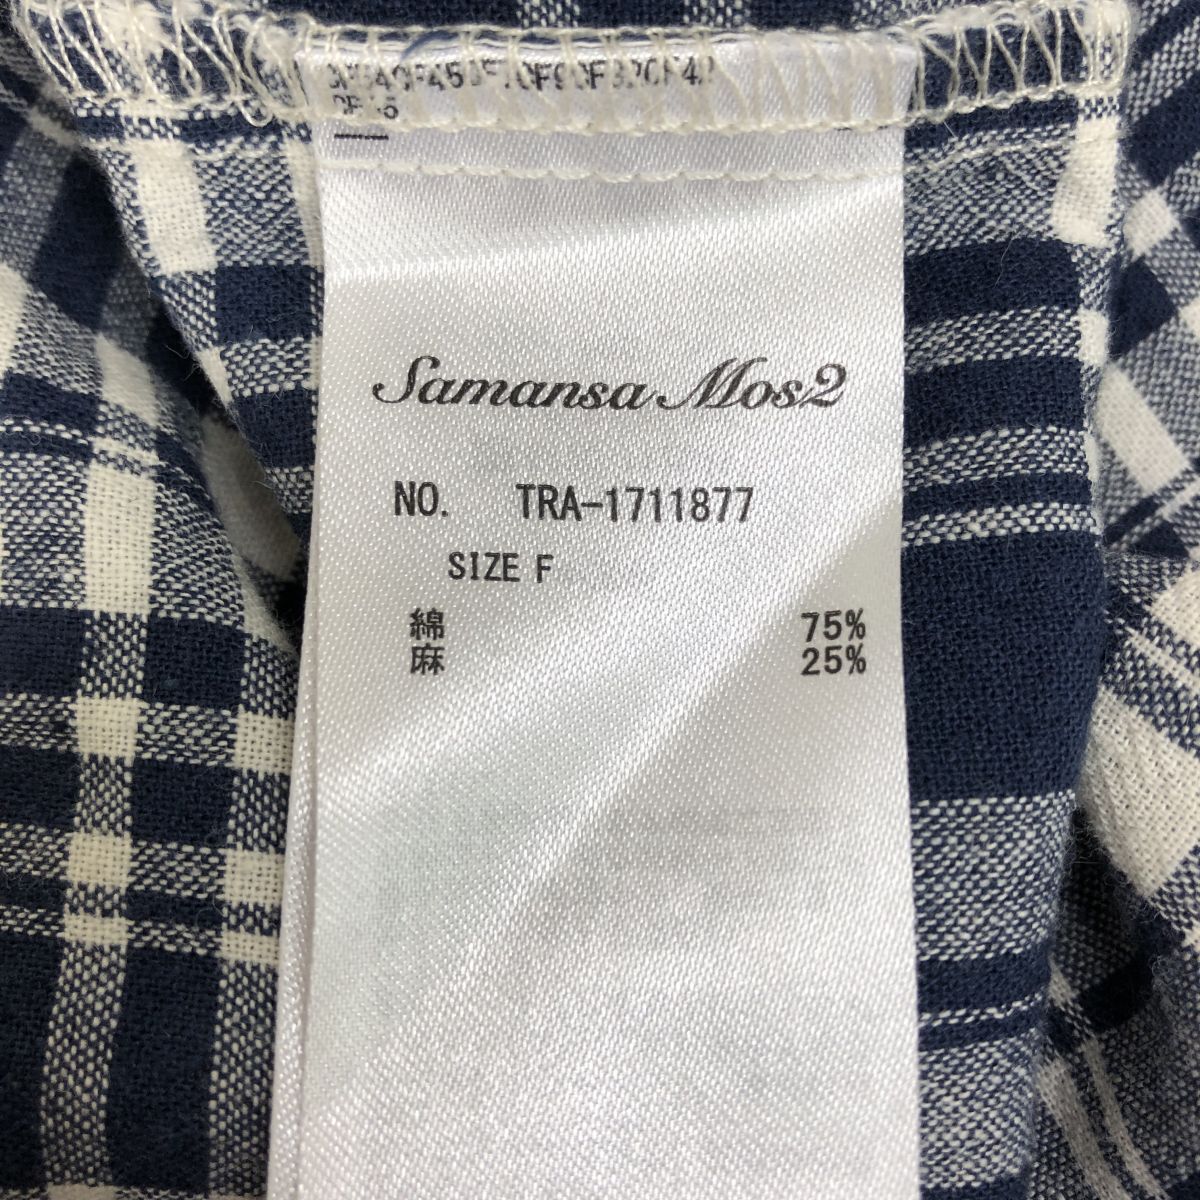 Samansa Mos2
NO. TRA-1711877
SIZE F
綿 75%
麻 25%